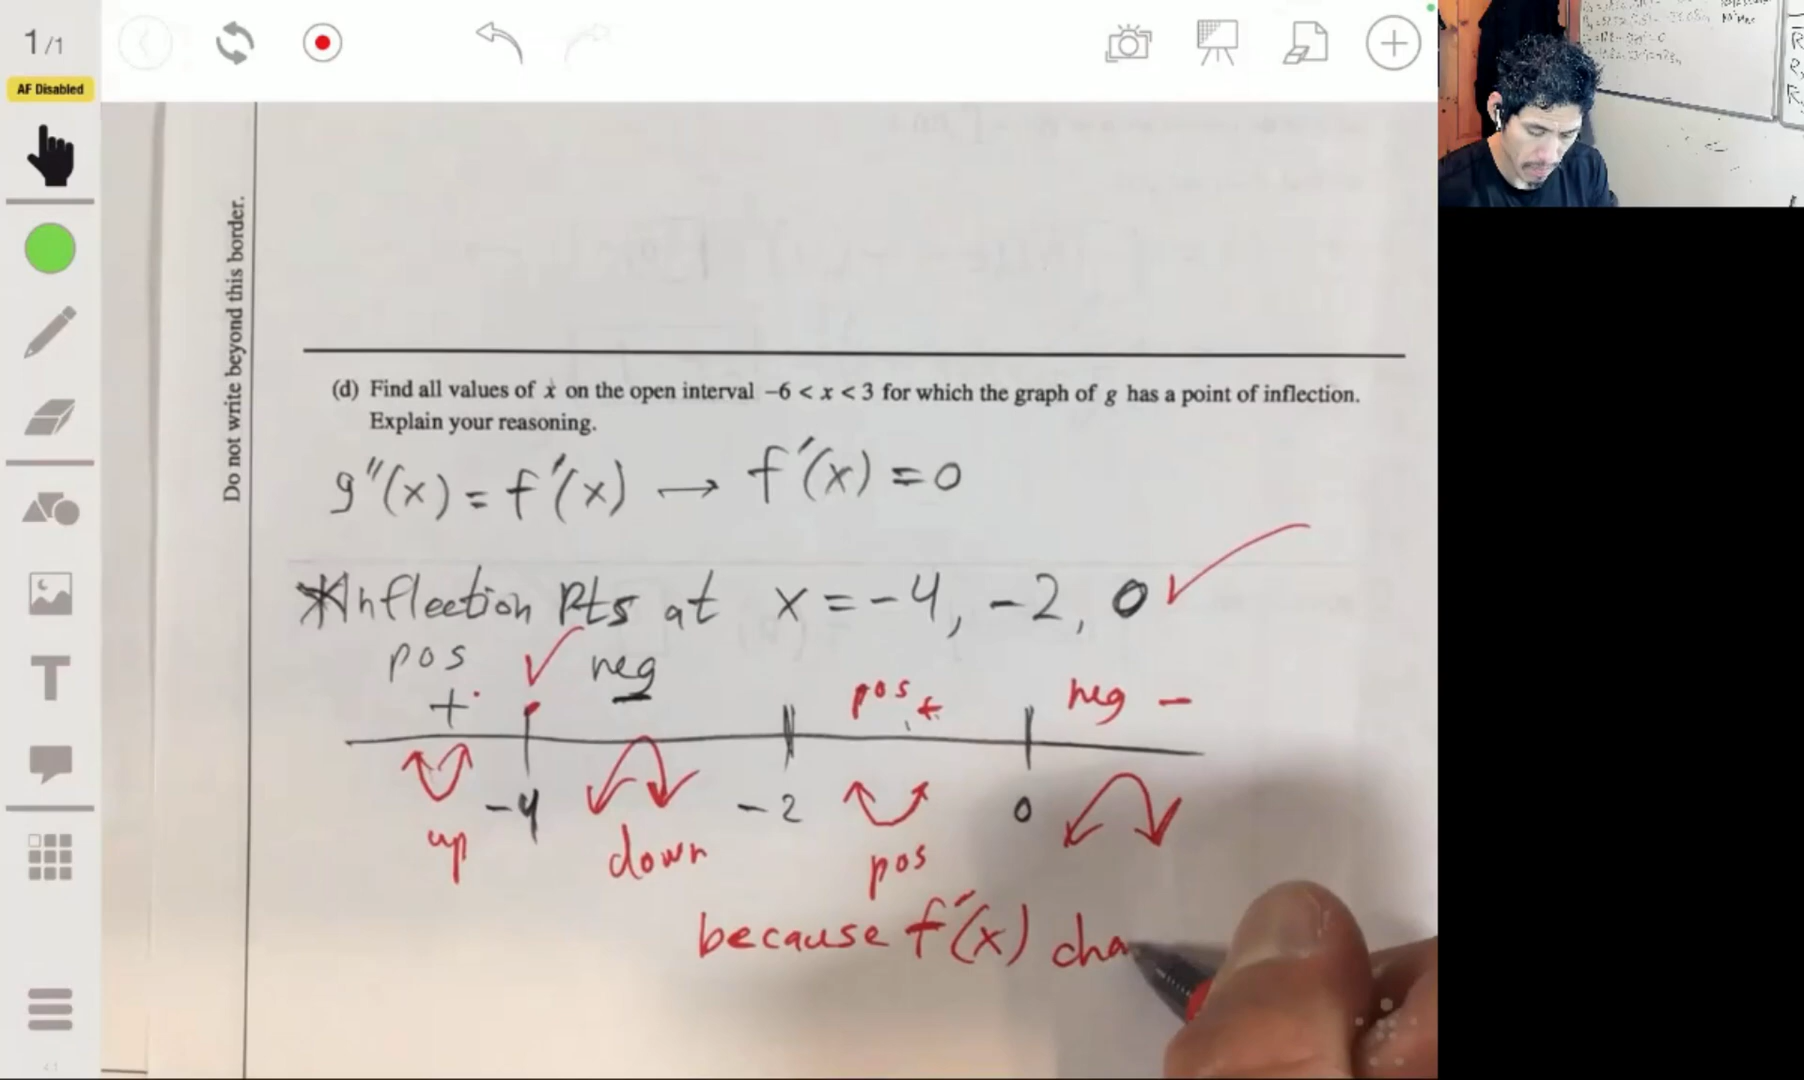 1/1
AF Disabled
Do not write beyond this border.
(d) Find all values of x on the open interval −6 < x < 3 for which the graph of g has a point of inflection.
Explain your reasoning.
g''(x) = f'(x) → f'(x) = 0
*Inflection Pts at x = -4, -2, 0 ✓
pos ✓ neg pos + neg -
+ -
-4 -2 0
up down pos
because f'(x) cha
T